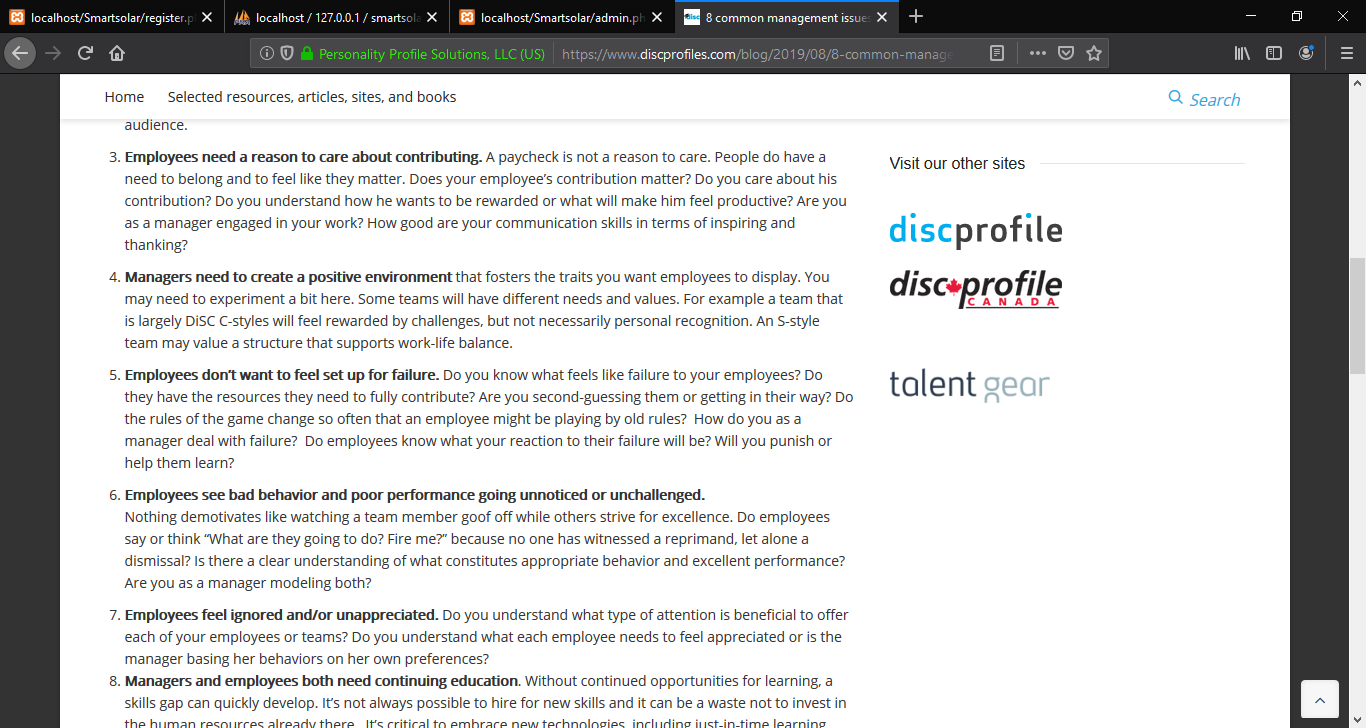 localhost/Smartsolar/register.p
localhost / 127.0.0.1 / smartsola
localhost/Smartsolar/admin.ph
disc
8 common management issues
Personality Profile Solutions, LLC (US)
https://www.discprofiles.com/blog/2019/08/8-common-manage
Home
Selected resources, articles, sites, and books
Search
audience.
3. Employees need a reason to care about contributing. A paycheck is not a reason to care. People do have a
need to belong and to feel like they matter. Does your employee’s contribution matter? Do you care about his
contribution? Do you understand how he wants to be rewarded or what will make him feel productive? Are you
as a manager engaged in your work? How good are your communication skills in terms of inspiring and
thanking?
4. Managers need to create a positive environment that fosters the traits you want employees to display. You
may need to experiment a bit here. Some teams will have different needs and values. For example a team that
is largely DiSC C-styles will feel rewarded by challenges, but not necessarily personal recognition. An S-style
team may value a structure that supports work-life balance.
5. Employees don’t want to feel set up for failure. Do you know what feels like failure to your employees? Do
they have the resources they need to fully contribute? Are you second-guessing them or getting in their way? Do
the rules of the game change so often that an employee might be playing by old rules?  How do you as a
manager deal with failure?  Do employees know what your reaction to their failure will be? Will you punish or
help them learn?
6. Employees see bad behavior and poor performance going unnoticed or unchallenged.
Nothing demotivates like watching a team member goof off while others strive for excellence. Do employees
say or think “What are they going to do? Fire me?” because no one has witnessed a reprimand, let alone a
dismissal? Is there a clear understanding of what constitutes appropriate behavior and excellent performance?
Are you as a manager modeling both?
7. Employees feel ignored and/or unappreciated. Do you understand what type of attention is beneficial to offer
each of your employees or teams? Do you understand what each employee needs to feel appreciated or is the
manager basing her behaviors on her own preferences?
8. Managers and employees both need continuing education. Without continued opportunities for learning, a
skills gap can quickly develop. It’s not always possible to hire for new skills and it can be a waste not to invest in
the human resources already there.  It’s critical to embrace new technologies, including just-in-time learning
Visit our other sites
discprofile
disc profile
CANADA
talent gear